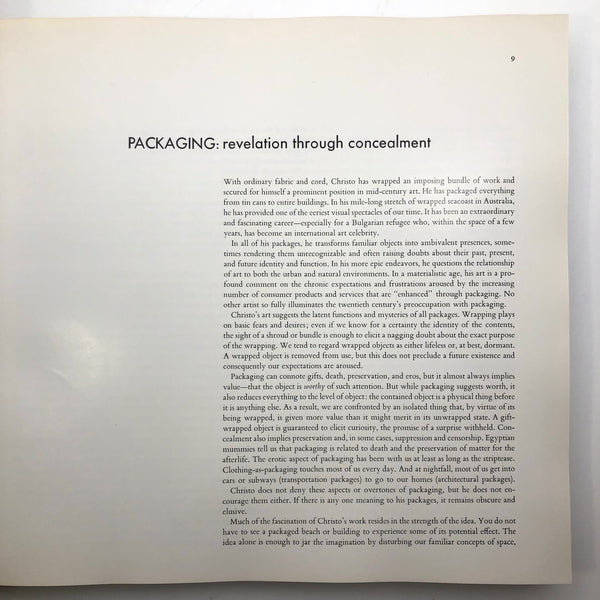 9
PACKAGING: revelation through concealment
With ordinary fabric and cord, Christo has wrapped an imposing bundle of work and
secured for himself a prominent position in mid-century art. He has packaged everything
from tin cans to entire buildings. In his mile-long stretch of wrapped seacoast in Australia,
he has provided one of the eeriest visual spectacles of our time. It has been an extraordinary
and fascinating career—especially for a Bulgarian refugee who, within the space of a few
years, has become an international art celebrity.
In all of his packages, he transforms familiar objects into ambivalent presences, some-
times rendering them unrecognizable and often raising doubts about their past, present,
and future identity and function. In his more epic endeavors, he questions the relationship
of art to both the urban and natural environments. In a materialistic age, his art is a pro-
found comment on the chronic expectations and frustrations aroused by the increasing
number of consumer products and services that are "enhanced" through packaging. No
other artist so fully illuminates the twentieth century's preoccupation with packaging.
Christo's art suggests the latent functions and mysteries of all packages. Wrapping plays
on basic fears and desires; even if we know for a certainty the identity of the contents,
the sight of a shroud or bundle is enough to elicit a nagging doubt about the exact purpose
of the wrapping. We tend to regard wrapped objects as either lifeless or, at best, dormant.
A wrapped object is removed from use, but this does not preclude a future existence and
consequently our expectations are aroused.
Packaging can connote gifts, death, preservation, and eros, but it almost always implies
value—that the object is worthy of such attention. But while packaging suggests worth, it
also reduces everything to the level of object: the contained object is a physical thing before
it is anything else. As a result, we are confronted by an isolated thing that, by virtue of its
being wrapped, is given more value than it might merit in its unwrapped state. A gift-
wrapped object is guaranteed to elicit curiosity, the promise of a surprise withheld. Con-
cealment also implies preservation and, in some cases, suppression and censorship. Egyptian
mummies tell us that packaging is related to death and the preservation of matter for the
afterlife. The erotic aspect of packaging has been with us at least as long as the striptease.
Clothing-as-packaging touches most of us every day. And at nightfall, most of us get into
cars or subways (transportation packages) to go to our homes (architectural packages).
Christo does not deny these aspects or overtones of packaging, but he does not en-
courage them either. If there is any one meaning to his packages, it remains obscure and
elusive.
Much of the fascination of Christo's work resides in the strength of the idea. You do not
have to see a packaged beach or building to experience some of its potential effect. The
idea alone is enough to jar the imagination by disturbing our familiar concepts of space,